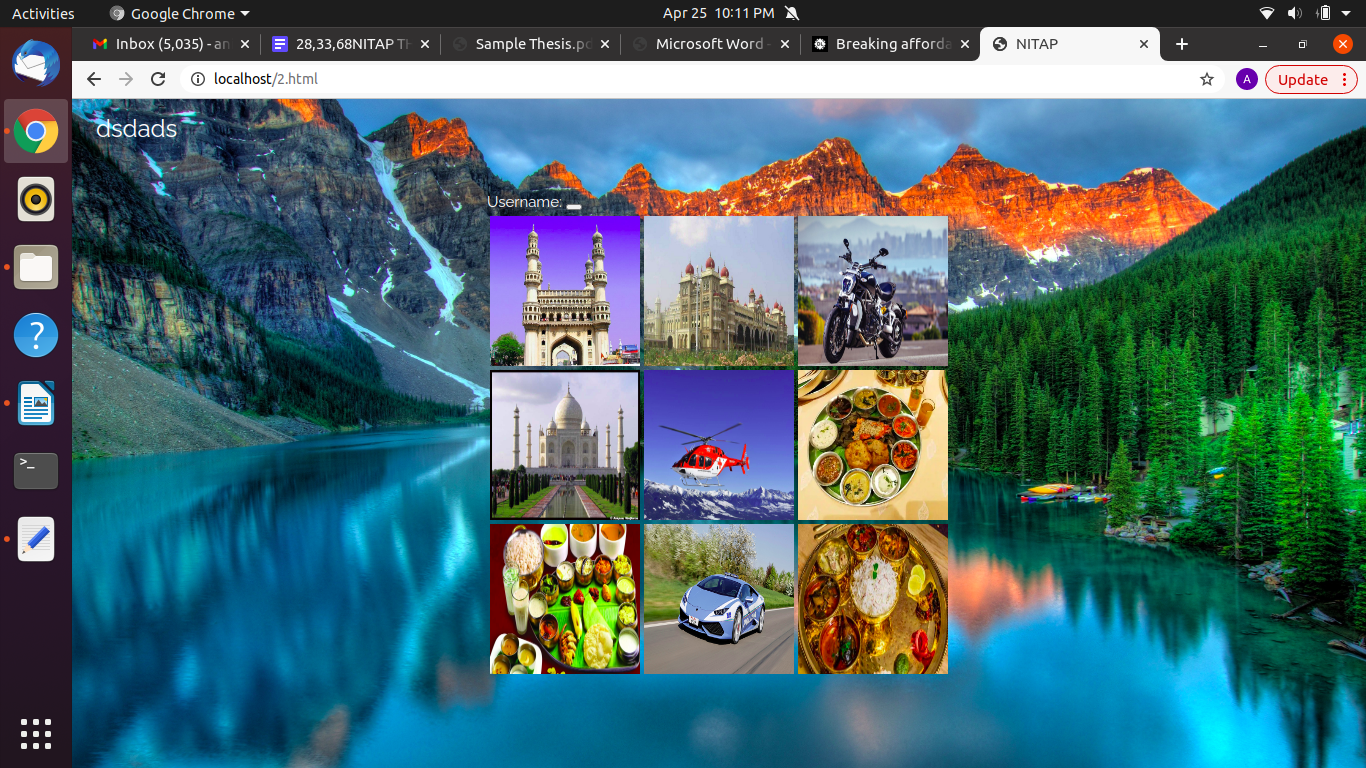 Activities Google Chrome Apr 25 10:11 PM
Inbox (5,035) - an 28,33,68NITAP TH Sample Thesis.pd Microsoft Word - Breaking afforda NITAP
localhost/2.html A Update
dsdads
Username: